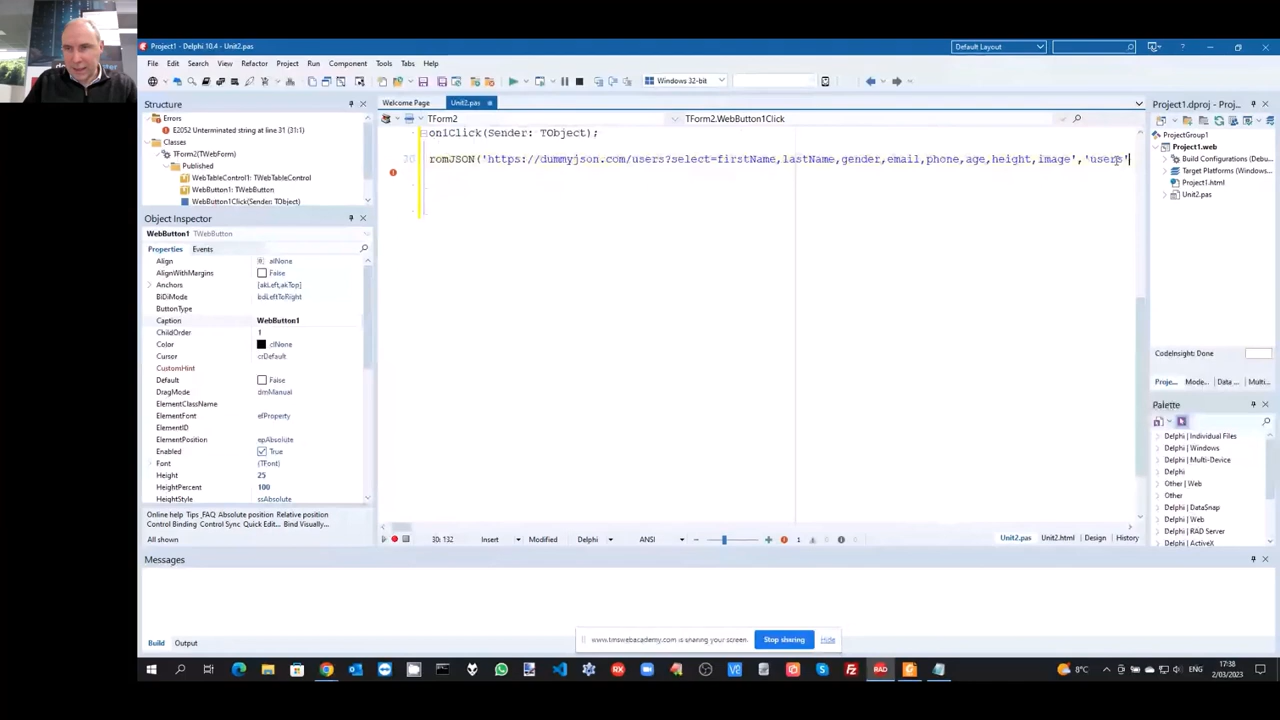 Project1 - Delphi 10.4 - Unit2.pas
Default Layout
File Edit Search View Refactor Project Run Component Tools Tabs Help
Windows 32-bit
Structure
Errors
E2052 Unterminated string at line 31 (31:1)
Classes
TForm2(TWebForm)
Published
WebTableControl1: TWebTableControl
WebButton1: TWebButton
WebButton1Click(Sender: TObject)
Object Inspector
WebButton1 TWebButton
Properties Events
Align alNone
AlignWithMargins False
Anchors [akLeft,akTop]
BiDiMode bdLeftToRight
ButtonType
Caption WebButton1
ChildOrder 1
Color clNone
Cursor crDefault
CustomHint
Default False
DragMode dmManual
ElementClassName
ElementFont efProperty
ElementID
ElementPosition epAbsolute
Enabled True
Font (TFont)
Height 25
HeightPercent 100
HeightStyle ssAbsolute
Online help Tips ,FAQ Absolute position Relative position
Control Binding Control Sync Quick Edit... Bind Visually...
All shown
Welcome Page Unit2.pas
TForm2 TForm2.WebButton1Click
on1Click(Sender: TObject);
30 romJSON('https://dummyjson.com/users?select=firstName,lastName,gender,email,phone,age,height,image','users'
30: 132 Insert Modified Delphi ANSI 1 0 0
Unit2.pas Unit2.html Design History
Project1.dproj - Proj...
ProjectGroup1
Project1.web
Build Configurations (Debu
Target Platforms (Windows...
Project1.html
Unit2.pas
CodeInsight: Done
Proje... Mode... Data ... Multi...
Palette
Delphi | Individual Files
Delphi | Windows
Delphi | Multi-Device
Delphi
Other | Web
Other
Delphi | DataSnap
Delphi | Web
Delphi | RAD Server
Delphi | ActiveX
Messages
Build Output
www.tmswebacademy.com is sharing your screen. Stop sharing Hide
8°C ENG 17:38
2/03/2023